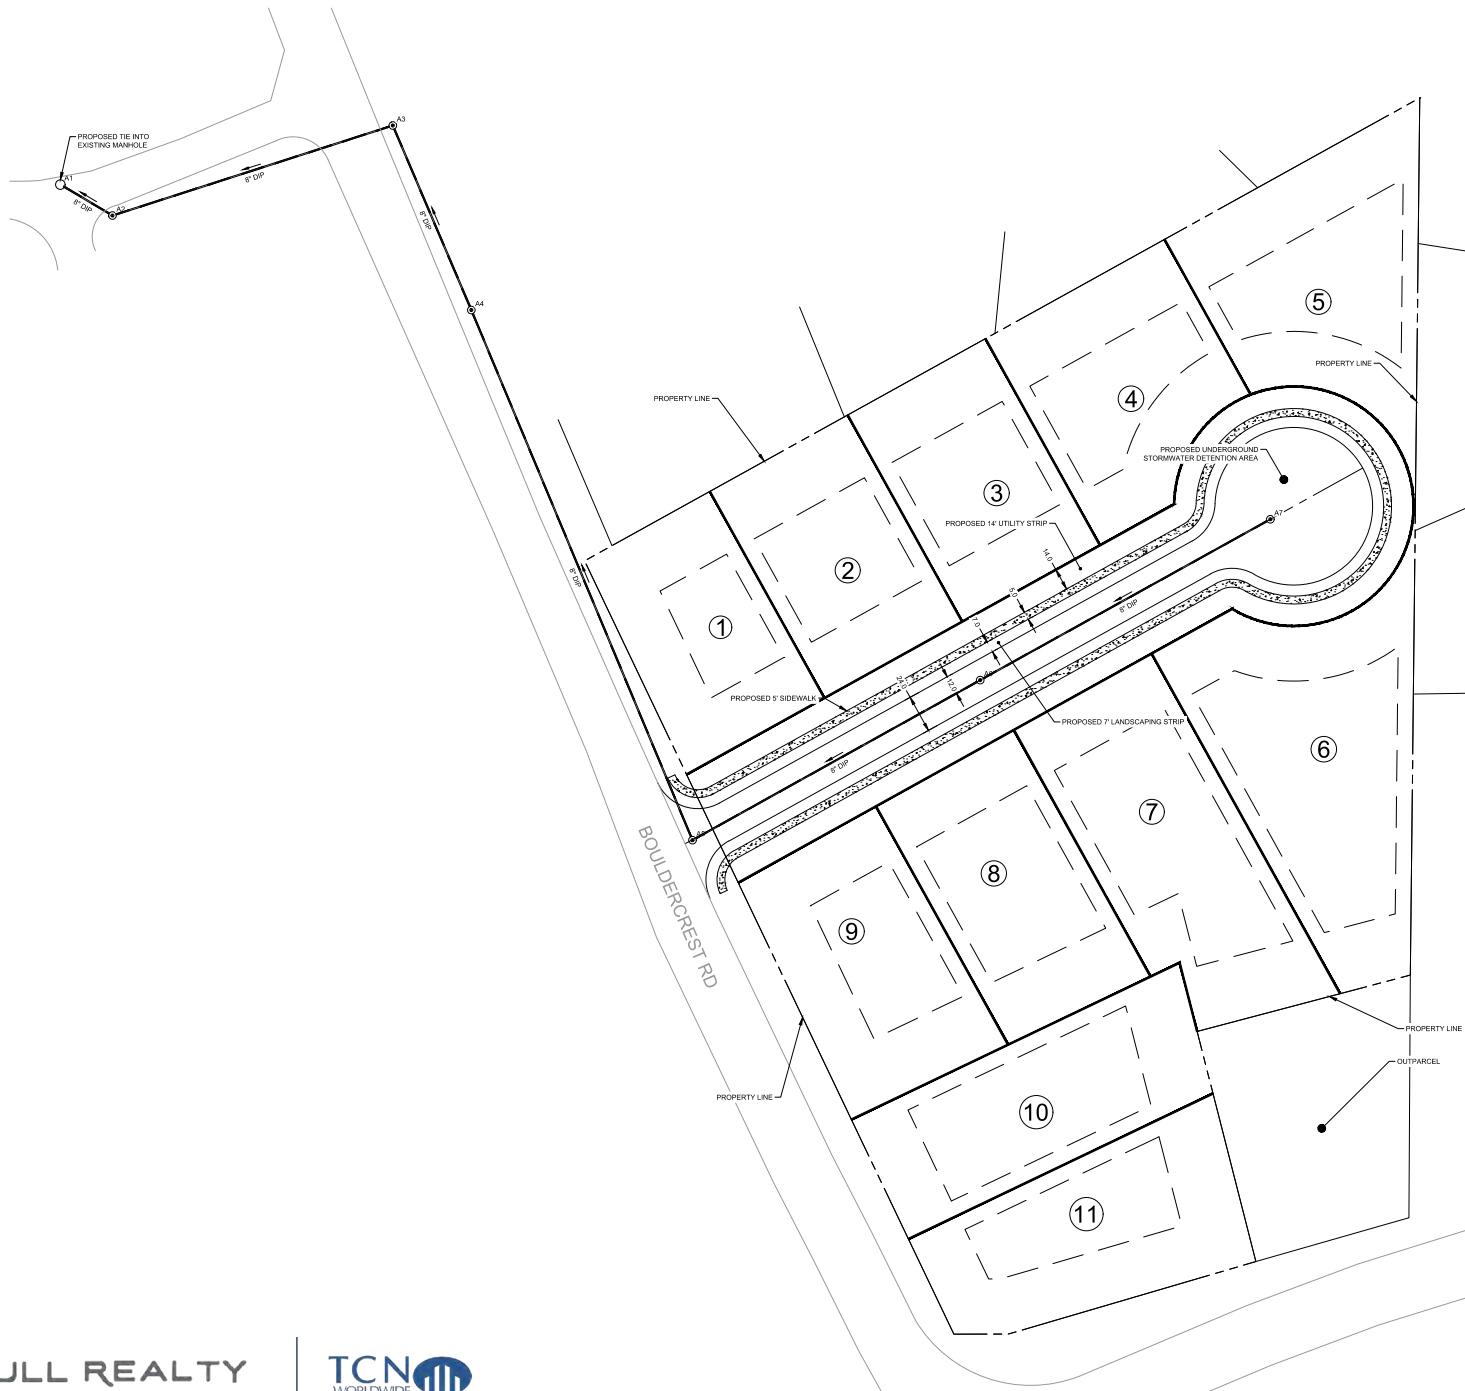 A3
PROPOSED TIE INTO
EXISTING MANHOLE
A1
8" DIP
8" DIP
A2
8" DIP
A4
5
PROPERTY LINE
PROPERTY LINE
4
PROPOSED UNDERGROUND
STORMWATER DETENTION AREA
3
A7
PROPOSED 14' UTILITY STRIP
14.0
2
8" DIP
5.0
8" DIP
1
7.0
24.0
12.0
PROPOSED 5' SIDEWALK
PROPOSED 7' LANDSCAPING STRIP
6
8" DIP
7
BOULDERCREST RD
8
9
PROPERTY LINE
OUTPARCEL
PROPERTY LINE
10
11
ULL REALTY
TCN
WORLDWIDE